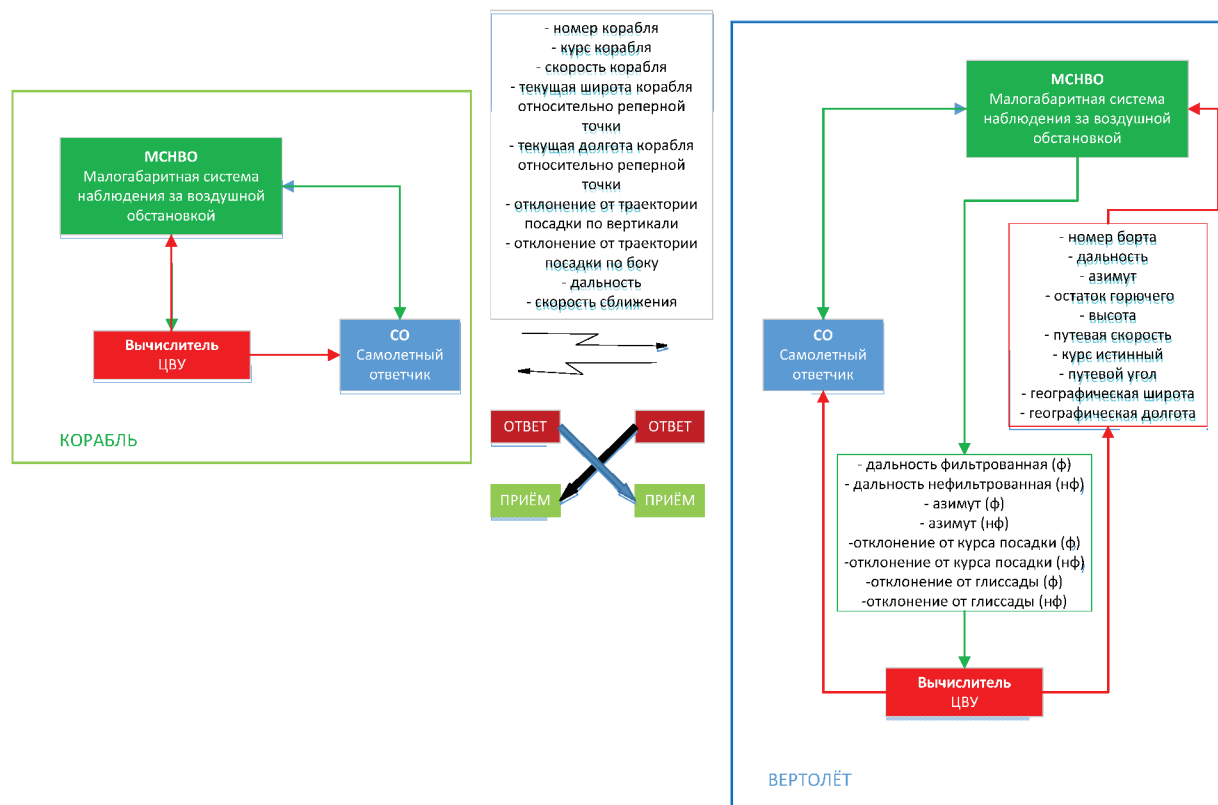 МСНВО
Малогабаритная система
наблюдения за воздушной
обстановкой
Вычислитель
ЦВУ
СО
Самолетный
ответчик
КОРАБЛЬ
- номер корабля
- курс корабля
- скорость корабля
- текущая широта корабля
относительно реперной
точки
- текущая долгота корабля
относительно реперной
точки
- отклонение от траектории
посадки по вертикали
- отклонение от траектории
посадки по боку
- дальность
- скорость сближения
ОТВЕТ
ОТВЕТ
ПРИЁМ
ПРИЁМ
МСНВО
Малогабаритная система
наблюдения за воздушной
обстановкой
СО
Самолетный
ответчик
- номер борта
- дальность
- азимут
- остаток горючего
- высота
- путевая скорость
- курс истинный
- путевой угол
- географическая широта
- географическая долгота
- дальность фильтрованная (ф)
- дальность нефильтрованная (нф)
- азимут (ф)
- азимут (нф)
-отклонение от курса посадки (ф)
-отклонение от курса посадки (нф)
-отклонение от глиссады (ф)
-отклонение от глиссады (нф)
Вычислитель
ЦВУ
ВЕРТОЛЁТ